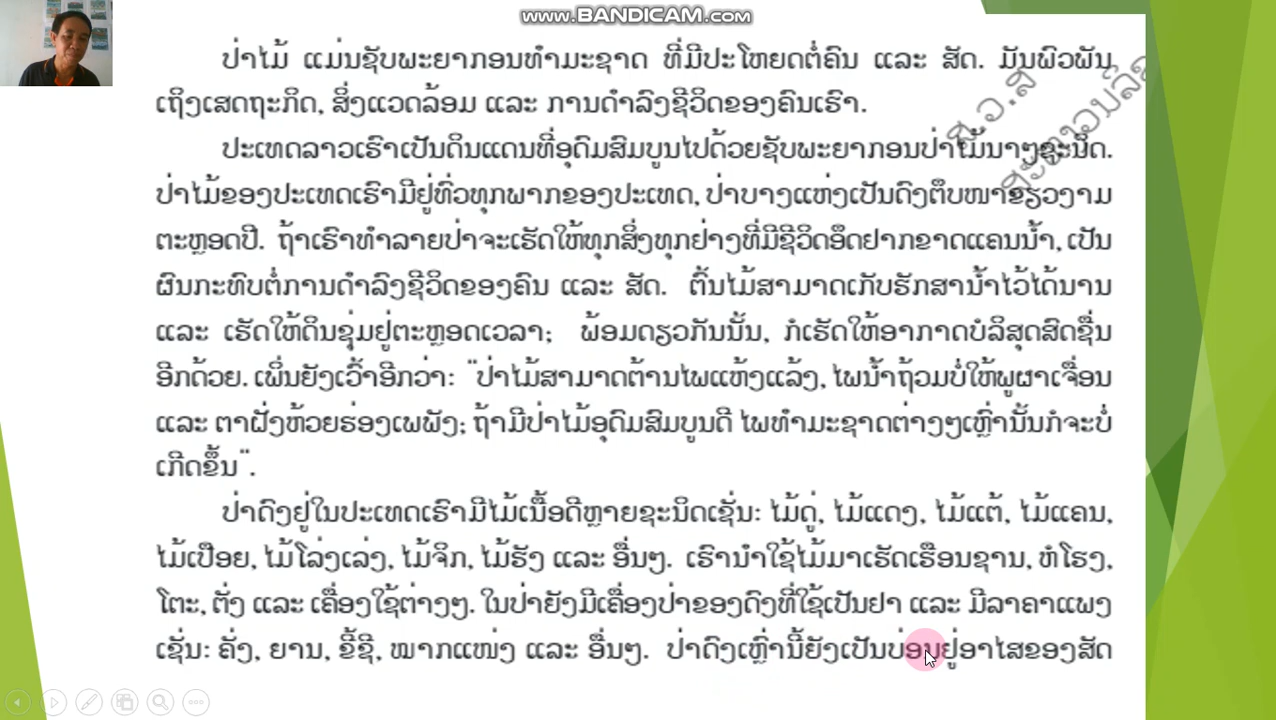 www.BANDICAM.com
ປ່າໄມ້ ແມ່ນຊັບພະຍາກອນທຳມະຊາດ ທີ່ມີປະໂຫຍດຕໍ່ຄົນ ແລະ ສັດ. ມັນພົວພັນ
ເຖິງເສດຖະກິດ, ສິ່ງແວດລ້ອມ ແລະ ການດຳລົງຊີວິດຂອງຄົນເຮົາ.
ປະເທດລາວເຮົາເປັນດິນແດນທີ່ອຸດົມສົມບູນໄປດ້ວຍຊັບພະຍາກອນປ່າໄມ້ນາໆຊະນິດ.
ປ່າໄມ້ຂອງປະເທດເຮົາມີຢູ່ທົ່ວທຸກພາກຂອງປະເທດ, ປ່າບາງແຫ່ງເປັນດົງຕຶບໜາຂຽວງາມ
ຕະຫຼອດປີ. ຖ້າເຮົາທຳລາຍປ່າຈະເຮັດໃຫ້ທຸກສິ່ງທຸກຢ່າງທີ່ມີຊີວິດອຶດຢາກຂາດແຄນນ້ຳ, ເປັນ
ຜົນກະທົບຕໍ່ການດຳລົງຊີວິດຂອງຄົນ ແລະ ສັດ. ຕົ້ນໄມ້ສາມາດເກັບຮັກສານ້ຳໄວ້ໄດ້ນານ
ແລະ ເຮັດໃຫ້ດິນຊຸ່ມຢູ່ຕະຫຼອດເວລາ; ພ້ອມດຽວກັນນັ້ນ, ກໍເຮັດໃຫ້ອາກາດບໍລິສຸດສົດຊື່ນ
ອີກດ້ວຍ. ເພິ່ນຍັງເວົ້າອີກວ່າ: "ປ່າໄມ້ສາມາດຕ້ານໄພແຫ້ງແລ້ງ, ໄພນ້ຳຖ້ວມບໍ່ໃຫ້ພູຜາເຈື່ອນ
ແລະ ຕາຝັ່ງຫ້ວຍຮ່ອງເພພັງ; ຖ້າມີປ່າໄມ້ອຸດົມສົມບູນດີ ໄພທຳມະຊາດຕ່າງໆເຫຼົ່ານັ້ນກໍຈະບໍ່
ເກີດຂຶ້ນ".
ປ່າດົງຢູ່ໃນປະເທດເຮົາມີໄມ້ເນື້ອດີຫຼາຍຊະນິດເຊັ່ນ: ໄມ້ດູ່, ໄມ້ແດງ, ໄມ້ແຕ້, ໄມ້ແຄນ,
ໄມ້ເປືອຍ, ໄມ້ໂລ່ງເລ່ງ, ໄມ້ຈິກ, ໄມ້ຮັງ ແລະ ອື່ນໆ. ເຮົານຳໃຊ້ໄມ້ມາເຮັດເຮືອນຊານ, ຫໍໂຮງ,
ໂຕະ, ຕັ່ງ ແລະ ເຄື່ອງໃຊ້ຕ່າງໆ. ໃນປ່າຍັງມີເຄື່ອງປ່າຂອງດົງທີ່ໃຊ້ເປັນຢາ ແລະ ມີລາຄາແພງ
ເຊັ່ນ: ຄັ່ງ, ຍານ, ຂີ້ຊີ, ໝາກແໜ່ງ ແລະ ອື່ນໆ. ປ່າດົງເຫຼົ່ານີ້ຍັງເປັນບ່ອນຢູ່ອາໄສຂອງສັດ
ສ.ວ.ສ